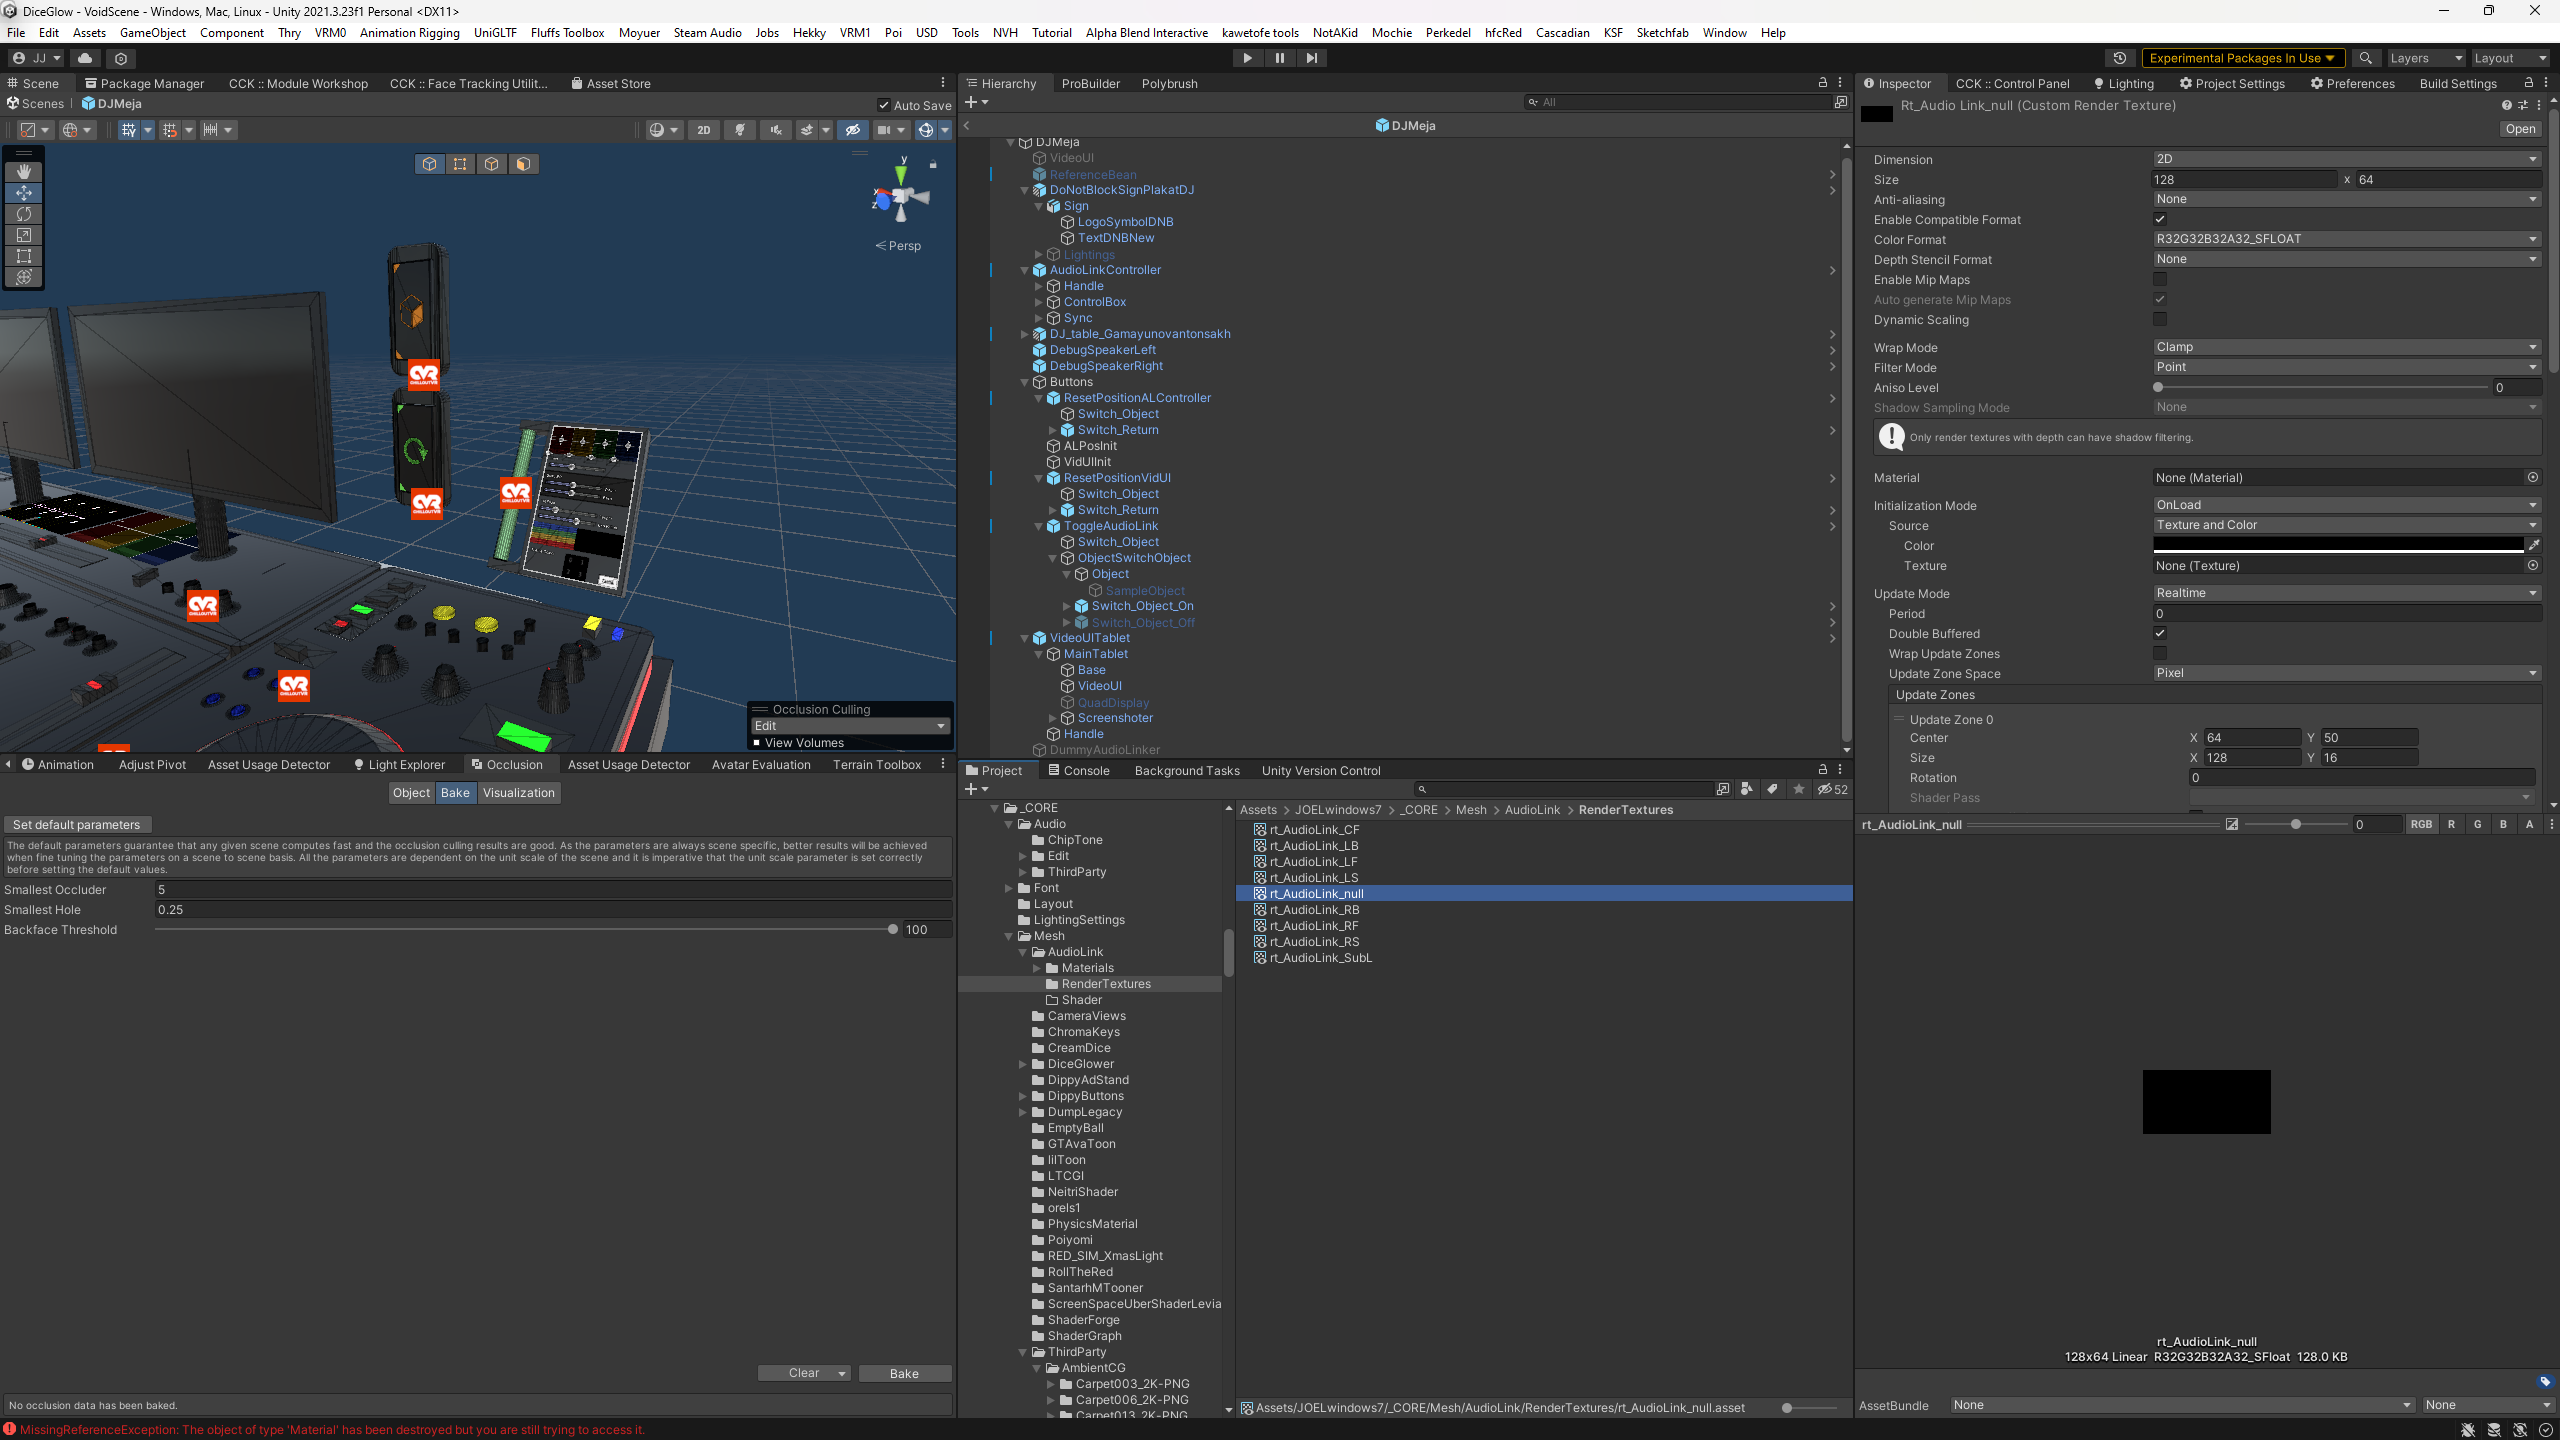 DiceGlow - VoidScene - Windows, Mac, Linux - Unity 2021.3.23f1 Personal <DX11>
File Edit Assets GameObject Component Thry VRM0 Animation Rigging UniGLTF Fluffs Toolbox Moyuer Steam Audio Jobs Hekky VRM1 Poi USD Tools NVH Tutorial Alpha Blend Interactive kawetofe tools NotAKid Mochie Perkedel hfcRed Cascadian KSF Sketchfab Window Help
JJ
Experimental Packages In Use
Layers
Layout
Scene Package Manager CCK :: Module Workshop CCK :: Face Tracking Utilit... Asset Store
Scenes DJMeja
Auto Save
2D
y
x
z
Persp
Occlusion Culling
Edit
View Volumes
Animation Adjust Pivot Asset Usage Detector Light Explorer Occlusion Asset Usage Detector Avatar Evaluation Terrain Toolbox
Object Bake Visualization
Set default parameters
The default parameters guarantee that any given scene computes fast and the occlusion culling results are good. As the parameters are always scene specific, better results will be achieved
when fine tuning the parameters on a scene to scene basis. All the parameters are dependent on the unit scale of the scene and it is imperative that the unit scale parameter is set correctly
before setting the default values.
Smallest Occluder 5
Smallest Hole 0.25
Backface Threshold 100
Clear
Bake
No occlusion data has been baked.
MissingReferenceException: The object of type 'Material' has been destroyed but you are still trying to access it.
Hierarchy ProBuilder Polybrush
All
DJMeja
DJMeja
VideoUI
ReferenceBean
DoNotBlockSignPlakatDJ
Sign
LogoSymbolDNB
TextDNBNew
Lightings
AudioLinkController
Handle
ControlBox
Sync
DJ_table_Gamayunovantonsakh
DebugSpeakerLeft
DebugSpeakerRight
Buttons
ResetPositionALController
Switch_Object
Switch_Return
ALPosInit
VidUIInit
ResetPositionVidUI
Switch_Object
Switch_Return
ToggleAudioLink
Switch_Object
ObjectSwitchObject
Object
SampleObject
Switch_Object_On
Switch_Object_Off
VideoUITablet
MainTablet
Base
VideoUI
QuadDisplay
Screenshoter
Handle
DummyAudioLinker
Project Console Background Tasks Unity Version Control
52
_CORE
Audio
ChipTone
Edit
ThirdParty
Font
Layout
LightingSettings
Mesh
AudioLink
Materials
RenderTextures
Shader
CameraViews
ChromaKeys
CreamDice
DiceGlower
DippyAdStand
DippyButtons
DumpLegacy
EmptyBall
GTAvaToon
lilToon
LTCGI
NeitriShader
orels1
PhysicsMaterial
Poiyomi
RED_SIM_XmasLight
RollTheRed
SantarhMTooner
ScreenSpaceUberShaderLevia
ShaderForge
ShaderGraph
ThirdParty
AmbientCG
Carpet003_2K-PNG
Carpet006_2K-PNG
Carpet013_2K-PNG
Assets > JOELwindows7 > _CORE > Mesh > AudioLink > RenderTextures
rt_AudioLink_CF
rt_AudioLink_LB
rt_AudioLink_LF
rt_AudioLink_LS
rt_AudioLink_null
rt_AudioLink_RB
rt_AudioLink_RF
rt_AudioLink_RS
rt_AudioLink_SubL
Assets/JOELwindows7/_CORE/Mesh/AudioLink/RenderTextures/rt_AudioLink_null.asset
Inspector CCK :: Control Panel Lighting Project Settings Preferences Build Settings
Rt_Audio Link_null (Custom Render Texture)
Open
Dimension 2D
Size 128 x 64
Anti-aliasing None
Enable Compatible Format
Color Format R32G32B32A32_SFLOAT
Depth Stencil Format None
Enable Mip Maps
Auto generate Mip Maps
Dynamic Scaling
Wrap Mode Clamp
Filter Mode Point
Aniso Level 0
Shadow Sampling Mode None
Only render textures with depth can have shadow filtering.
Material None (Material)
Initialization Mode OnLoad
Source Texture and Color
Color
Texture None (Texture)
Update Mode Realtime
Period 0
Double Buffered
Wrap Update Zones
Update Zone Space Pixel
Update Zones
Update Zone 0
Center X 64 Y 50
Size X 128 Y 16
Rotation 0
Shader Pass
rt_AudioLink_null 0 RGB R G B A
rt_AudioLink_null
128x64 Linear R32G32B32A32_SFloat 128.0 KB
AssetBundle None None